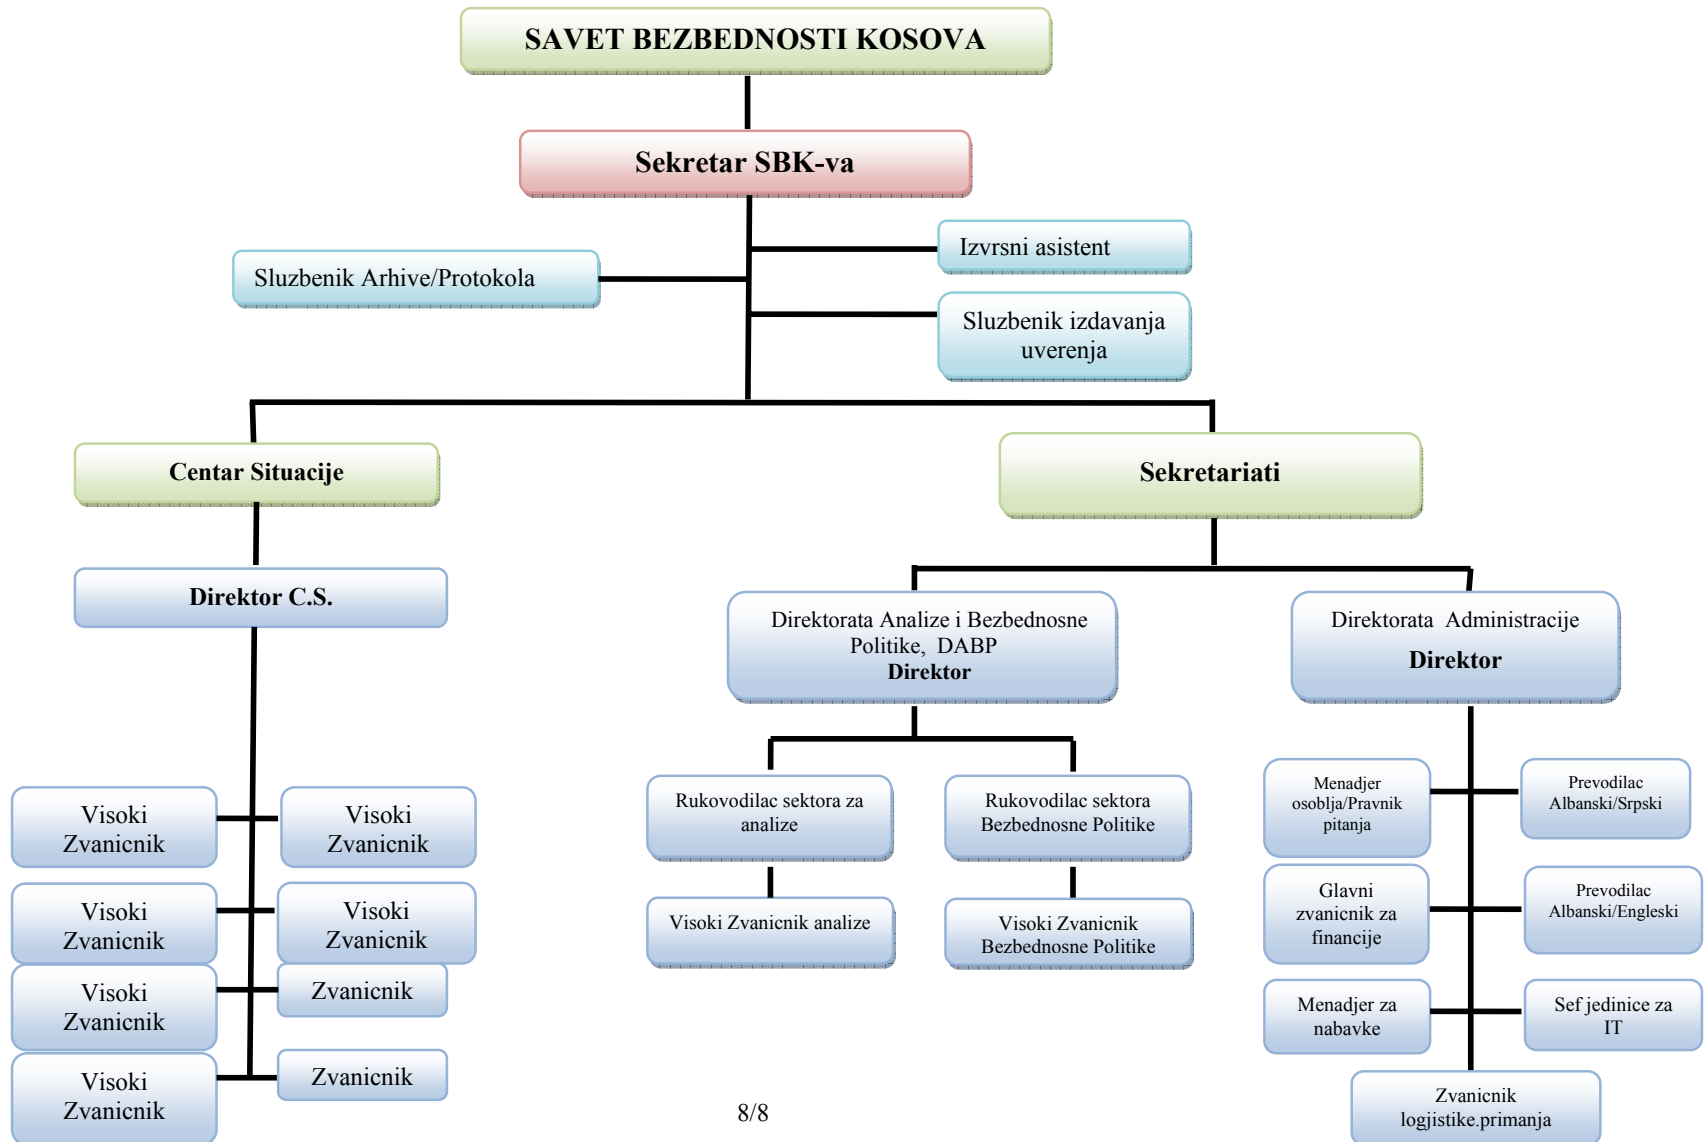 SAVET BEZBEDNOSTI KOSOVA
Sekretar SBK-va
Izvrsni asistent
Sluzbenik Arhive/Protokola
Sluzbenik izdavanja
uverenja
Centar Situacije
Sekretariati
Direktor C.S.
Direktorata Analize i Bezbednosne
Politike, DABP
Direktor
Direktorata Administracije
Direktor
Visoki
Zvanicnik
Visoki
Zvanicnik
Visoki
Zvanicnik
Visoki
Zvanicnik
Visoki
Zvanicnik
Zvanicnik
Visoki
Zvanicnik
Zvanicnik
Rukovodilac sektora za
analize
Rukovodilac sektora
Bezbednosne Politike
Visoki Zvanicnik analize
Visoki Zvanicnik
Bezbednosne Politike
Menadjer
osoblja/Pravnik
pitanja
Prevodilac
Albanski/Srpski
Glavni
zvanicnik za
financije
Prevodilac
Albanski/Engleski
Menadjer za
nabavke
Sef jedinice za
IT
Zvanicnik
logjistike.primanja
8/8